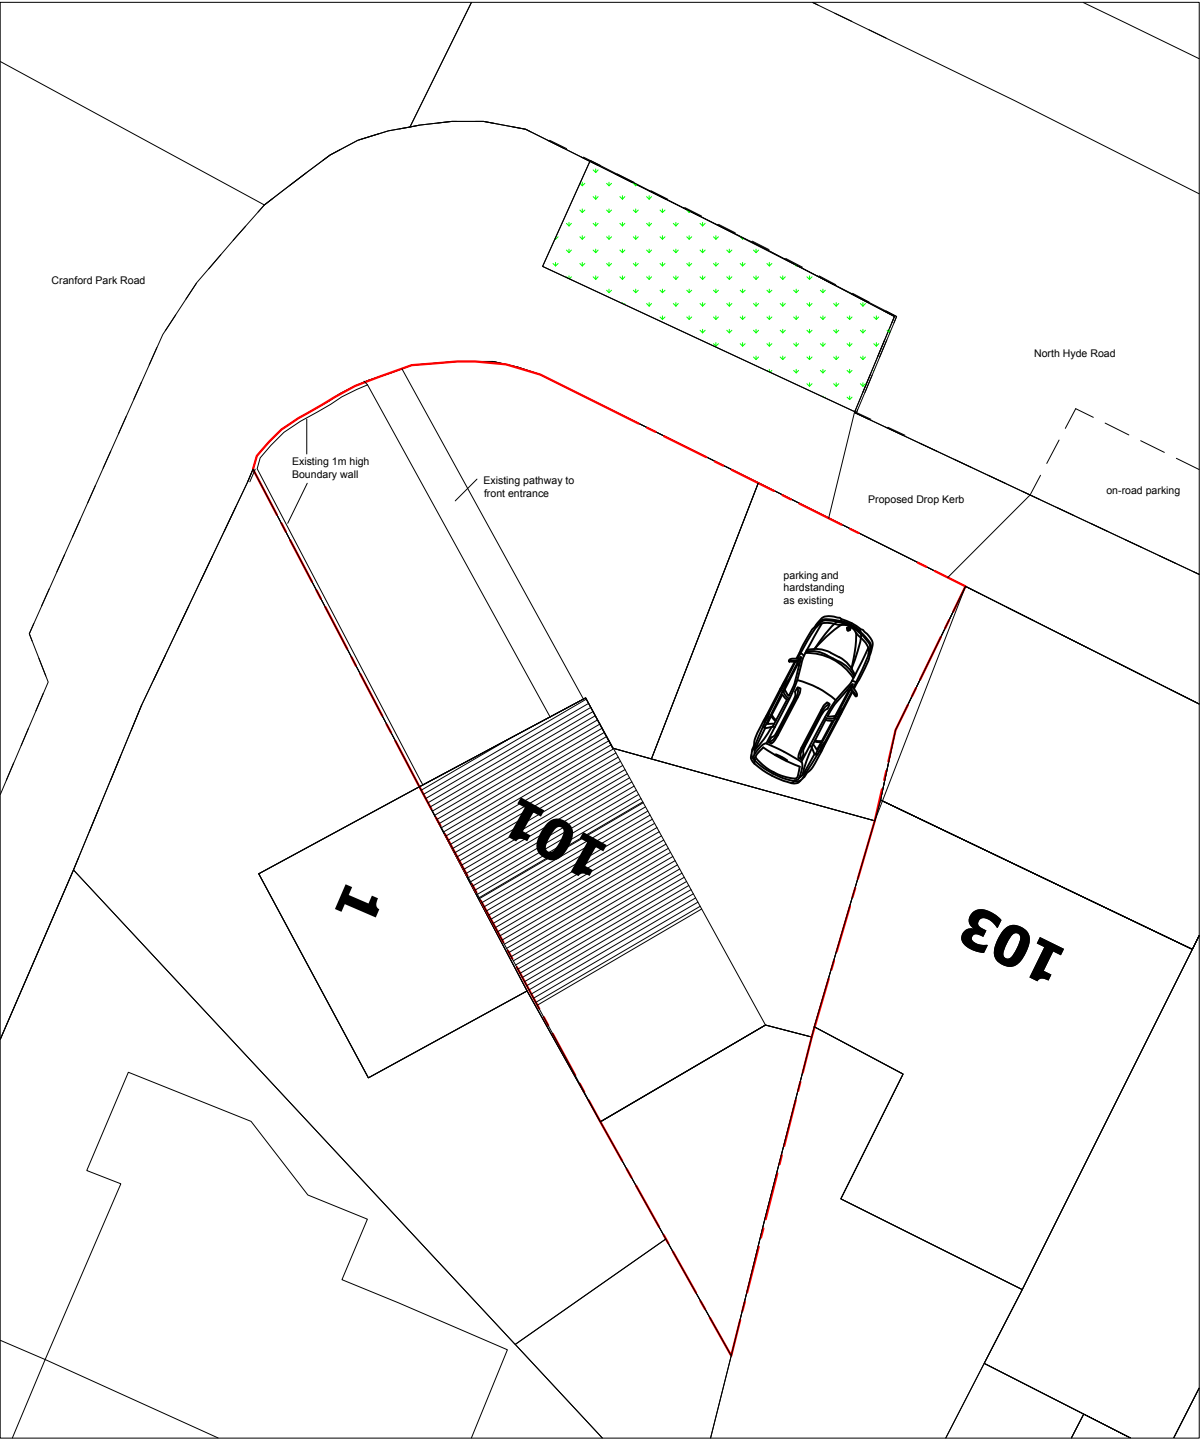 Cranford Park Road
North Hyde Road
Existing 1m high
Boundary wall
Existing pathway to
front entrance
Proposed Drop Kerb
on-road parking
parking and
hardstanding
as existing
101
1
103